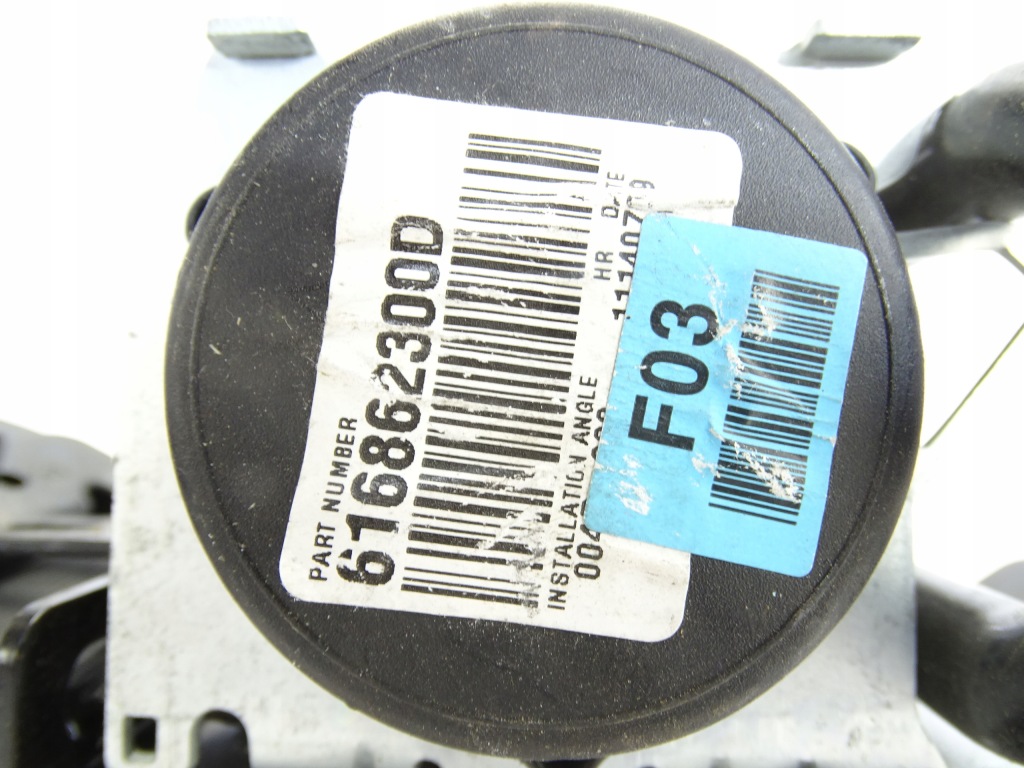 PART NUMBER
616862300D
INSTALLATION ANGLE
HR DATE
F03